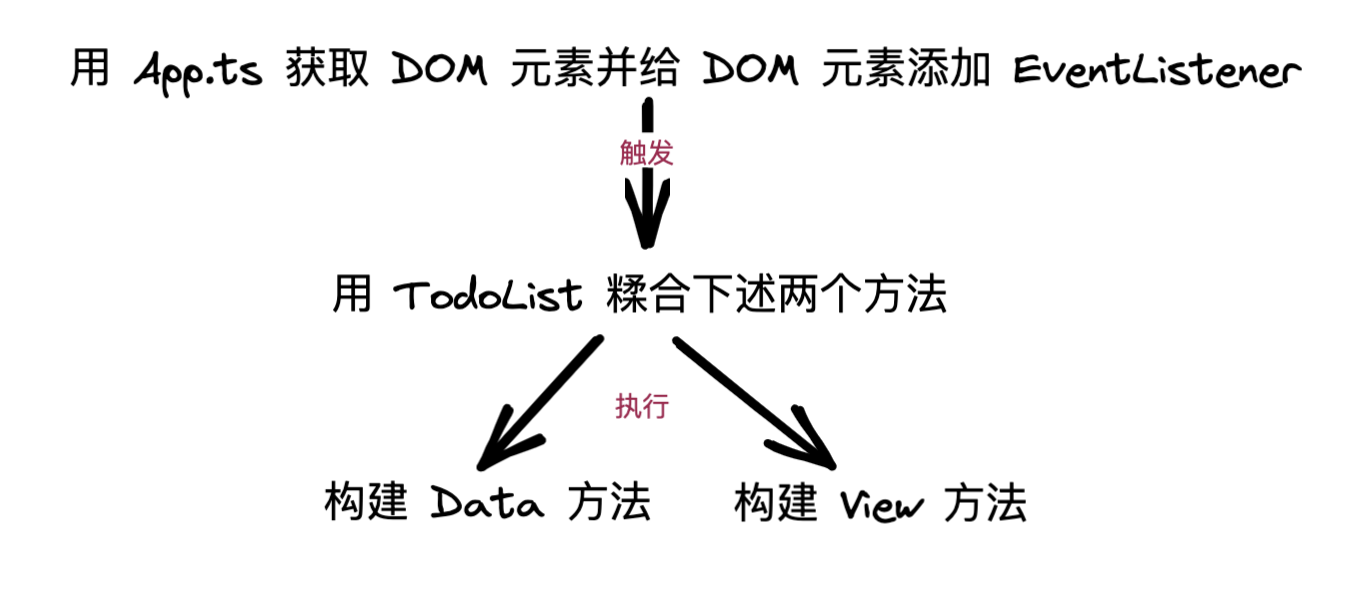 用 App.ts 获取 DOM 元素并给 DOM 元素添加 EventListener
触发
用 TodoList 糅合下述两个方法
执行
构建 Data 方法
构建 View 方法